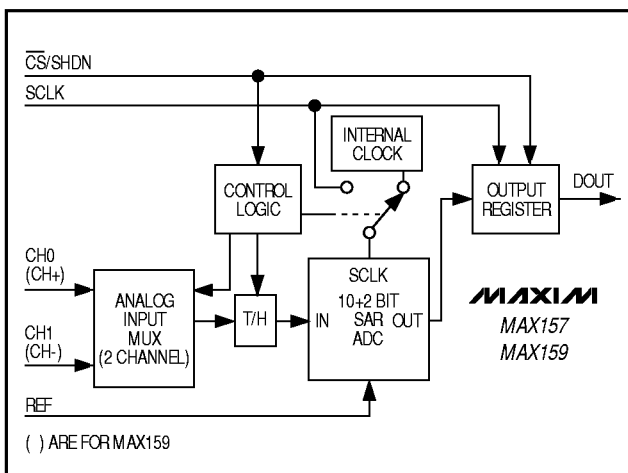 CS/SHDN
SCLK
INTERNAL
CLOCK
CONTROL
LOGIC
OUTPUT
REGISTER
DOUT
CH0
(CH+)
ANALOG
INPUT
MUX
(2 CHANNEL)
CH1
(CH-)
T/H
SCLK
10+2 BIT
IN SAR OUT
ADC
MAXIM
MAX157
MAX159
REF
( ) ARE FOR MAX159